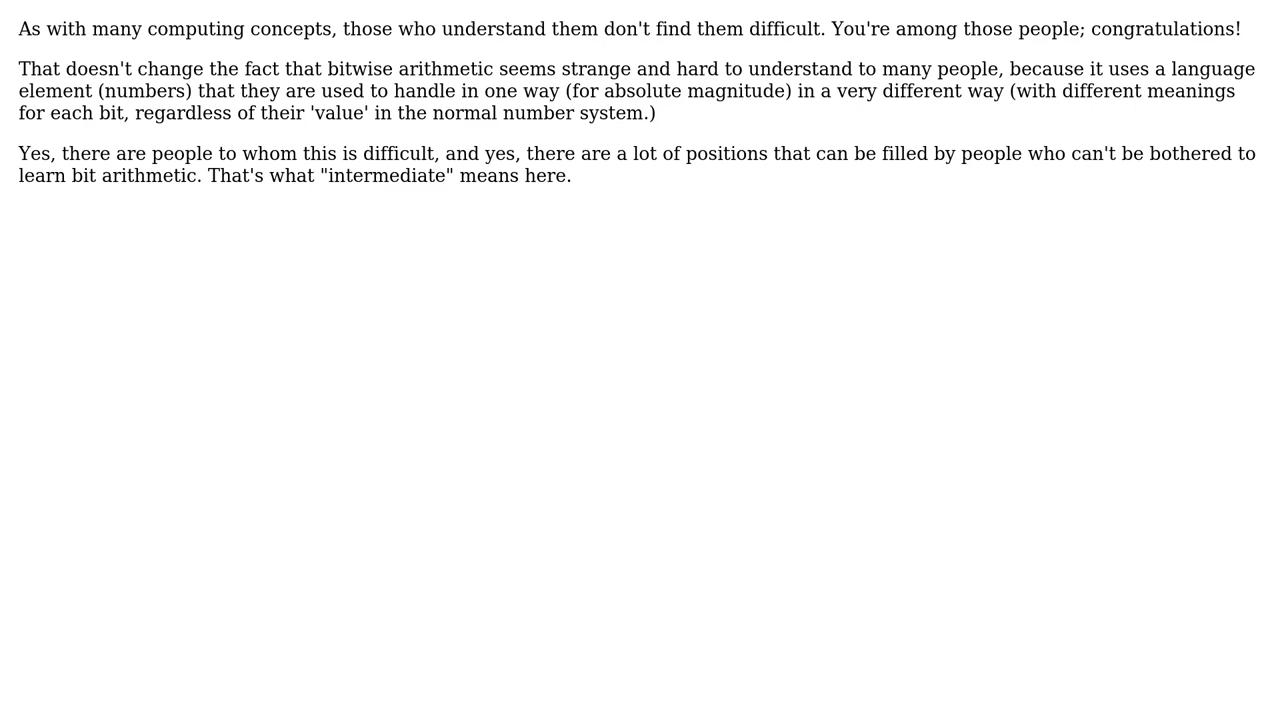 As with many computing concepts, those who understand them don't find them difficult. You're among those people; congratulations!
That doesn't change the fact that bitwise arithmetic seems strange and hard to understand to many people, because it uses a language
element (numbers) that they are used to handle in one way (for absolute magnitude) in a very different way (with different meanings
for each bit, regardless of their 'value' in the normal number system.)
Yes, there are people to whom this is difficult, and yes, there are a lot of positions that can be filled by people who can't be bothered to
learn bit arithmetic. That's what "intermediate" means here.